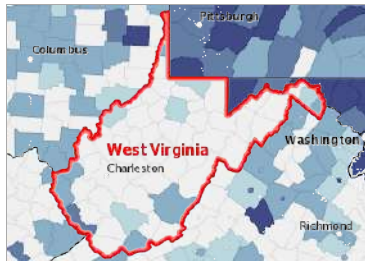 Pittsburgh
Columbus
West Virginia
Washington
Charleston
Richmond